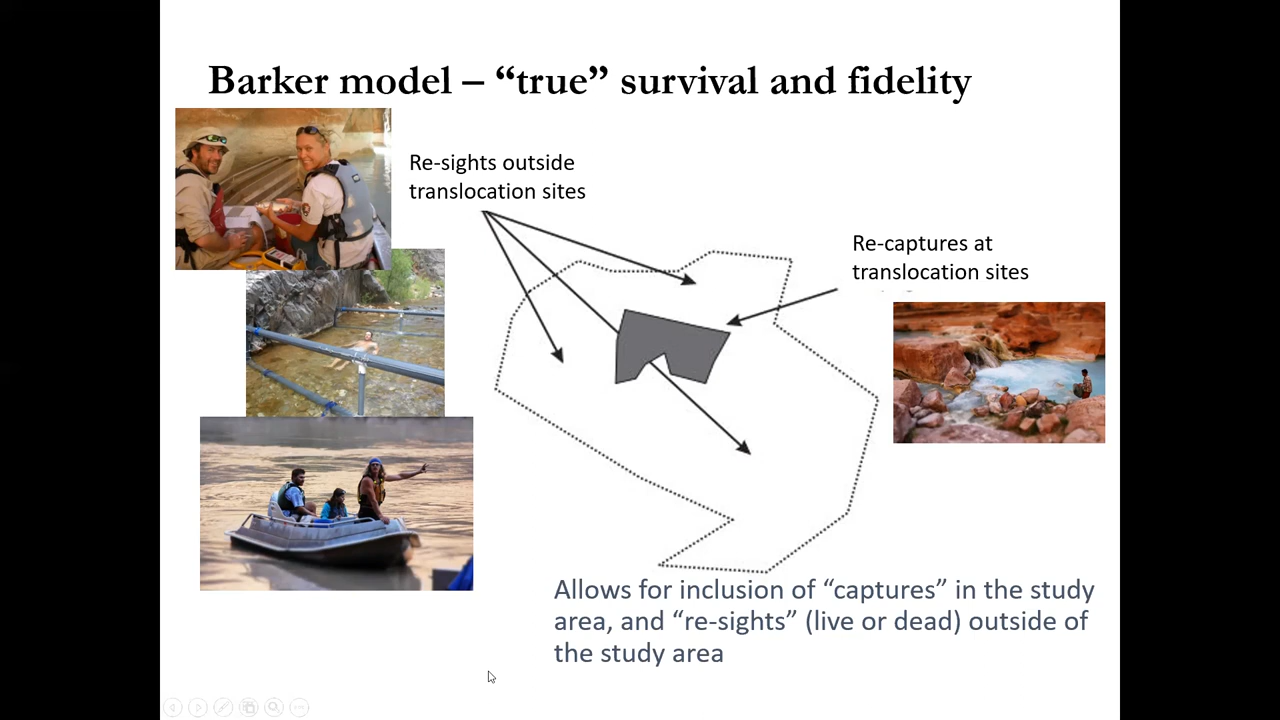 Barker model – “true” survival and fidelity
Re-sights outside
translocation sites
Re-captures at
translocation sites
Allows for inclusion of “captures” in the study
area, and “re-sights” (live or dead) outside of
the study area